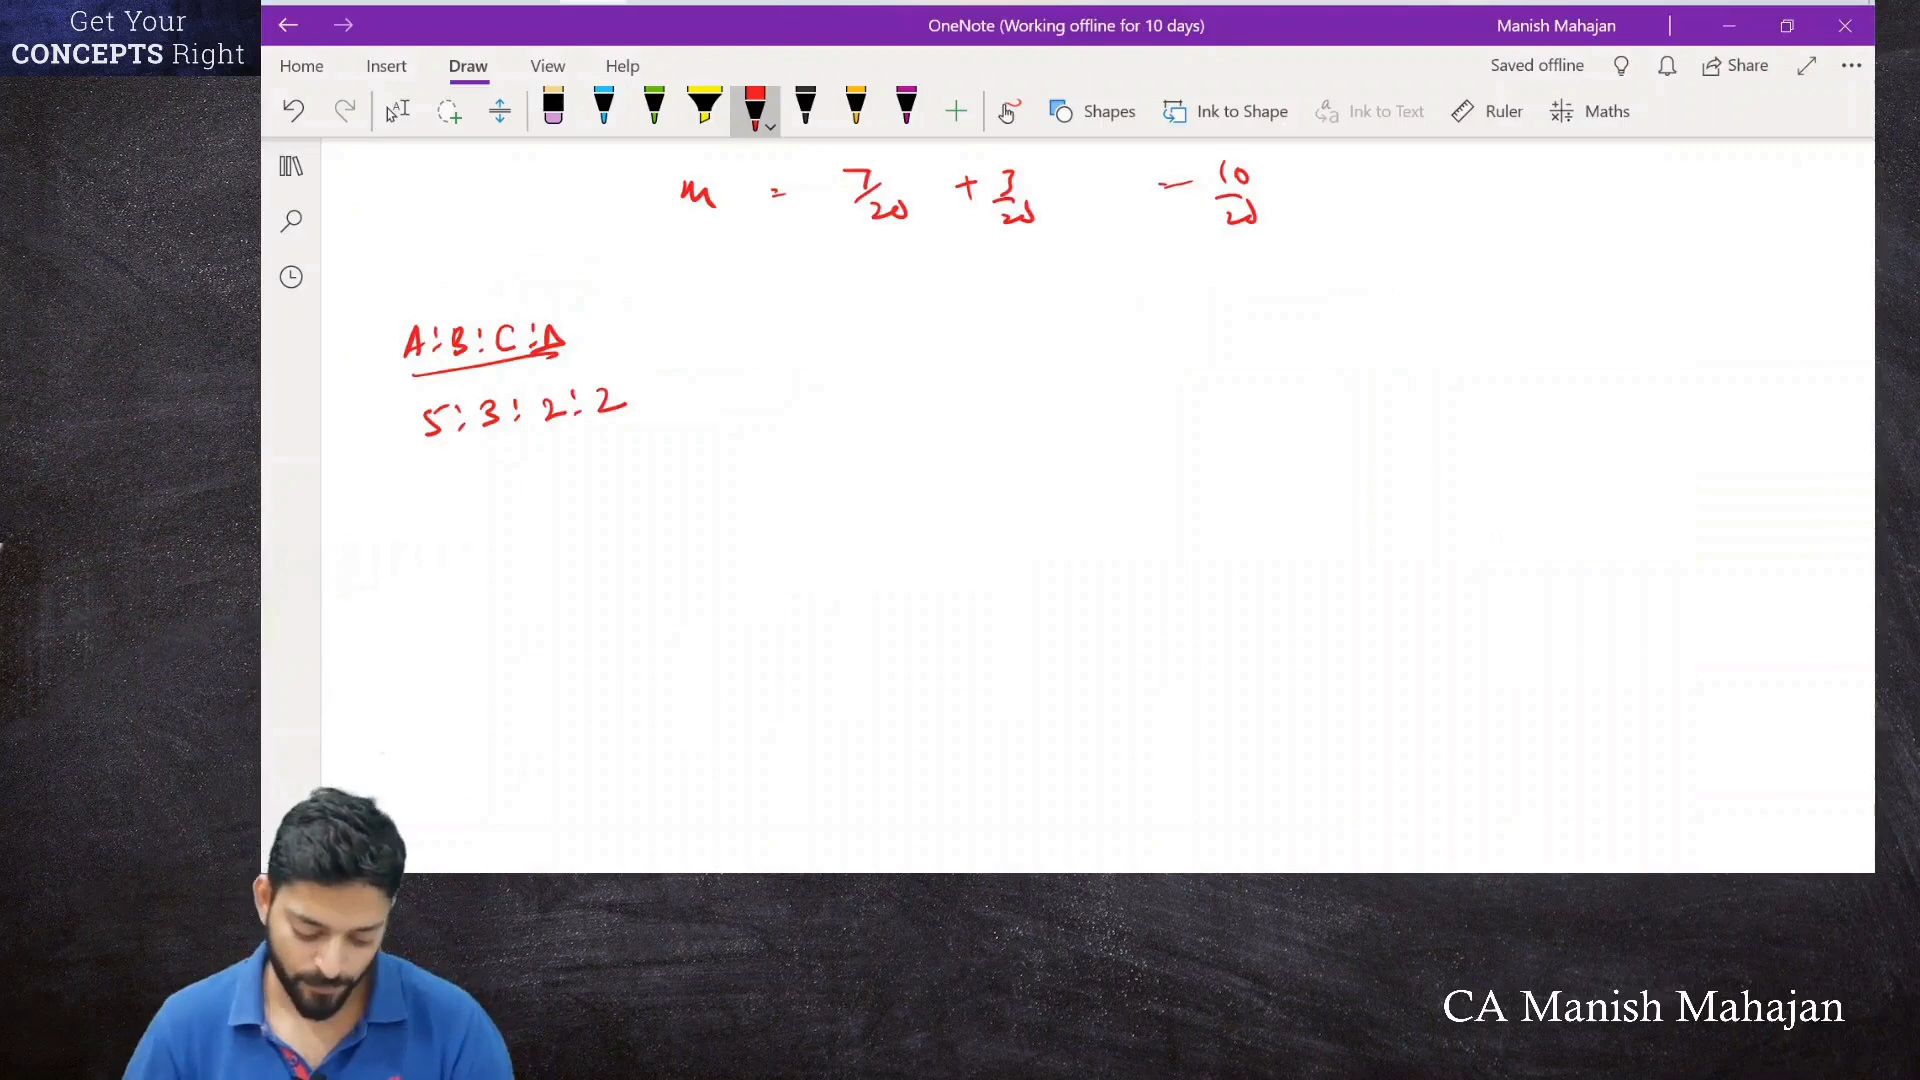 Get Your
CONCEPTS Right
OneNote (Working offline for 10 days)
Manish Mahajan
Home Insert Draw View Help
Saved offline
Share
Shapes
Ink to Shape
Ink to Text
Ruler
Maths
m = 7/20 + 3/20 - 10/20
A:B:C:D
5:3:2:2
CA Manish Mahajan